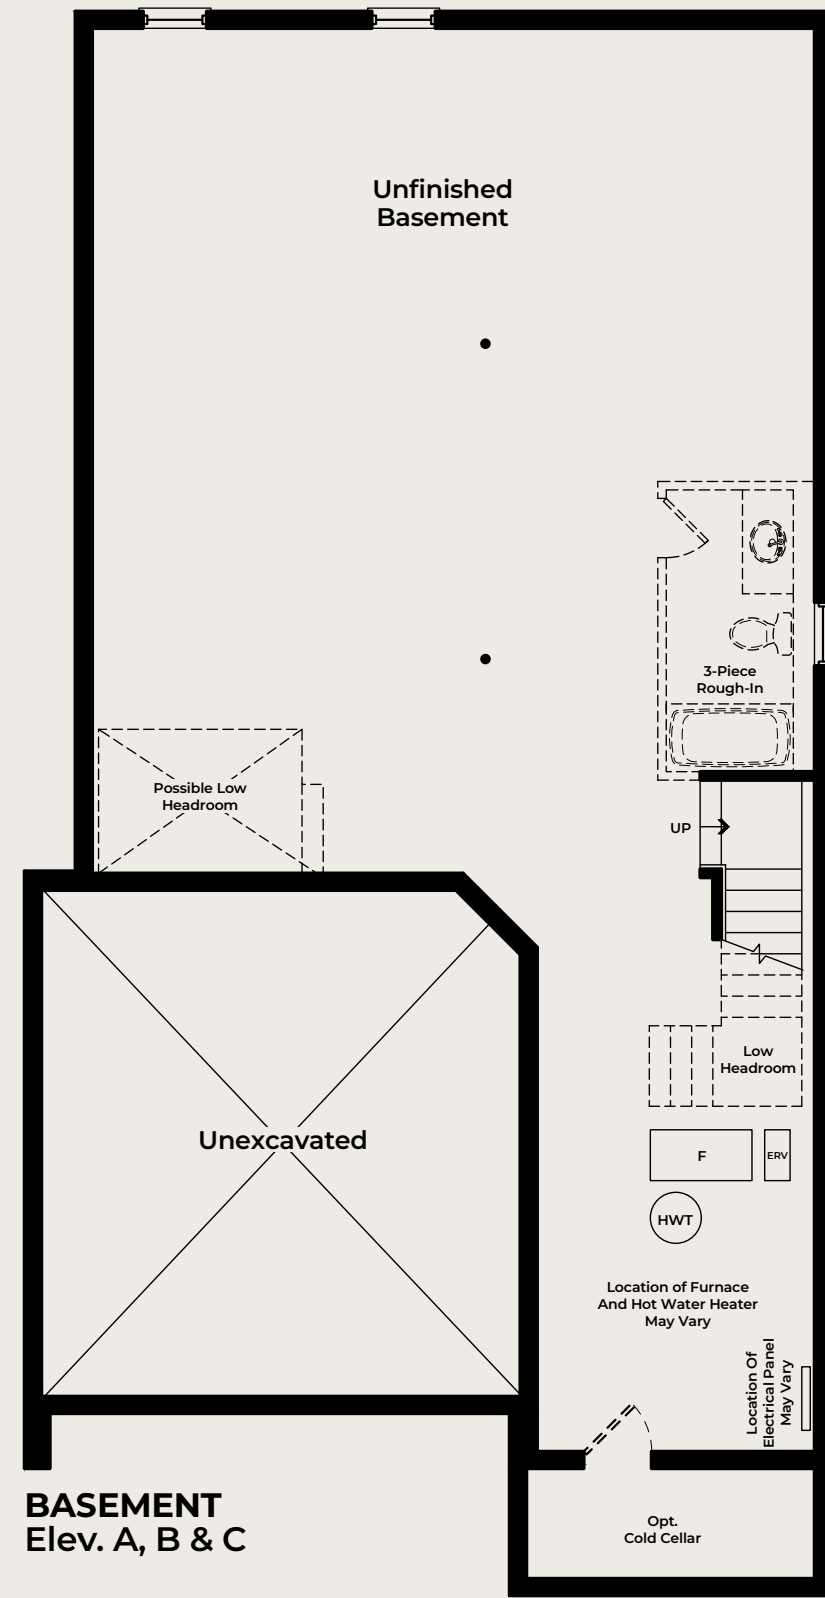 Unfinished
Basement
3-Piece
Rough-In
Possible Low
Headroom
UP
Low
Headroom
Unexcavated
F
ERV
HWT
Location of Furnace
And Hot Water Heater
May Vary
Location Of
Electrical Panel
May Vary
BASEMENT
Elev. A, B & C
Opt.
Cold Cellar